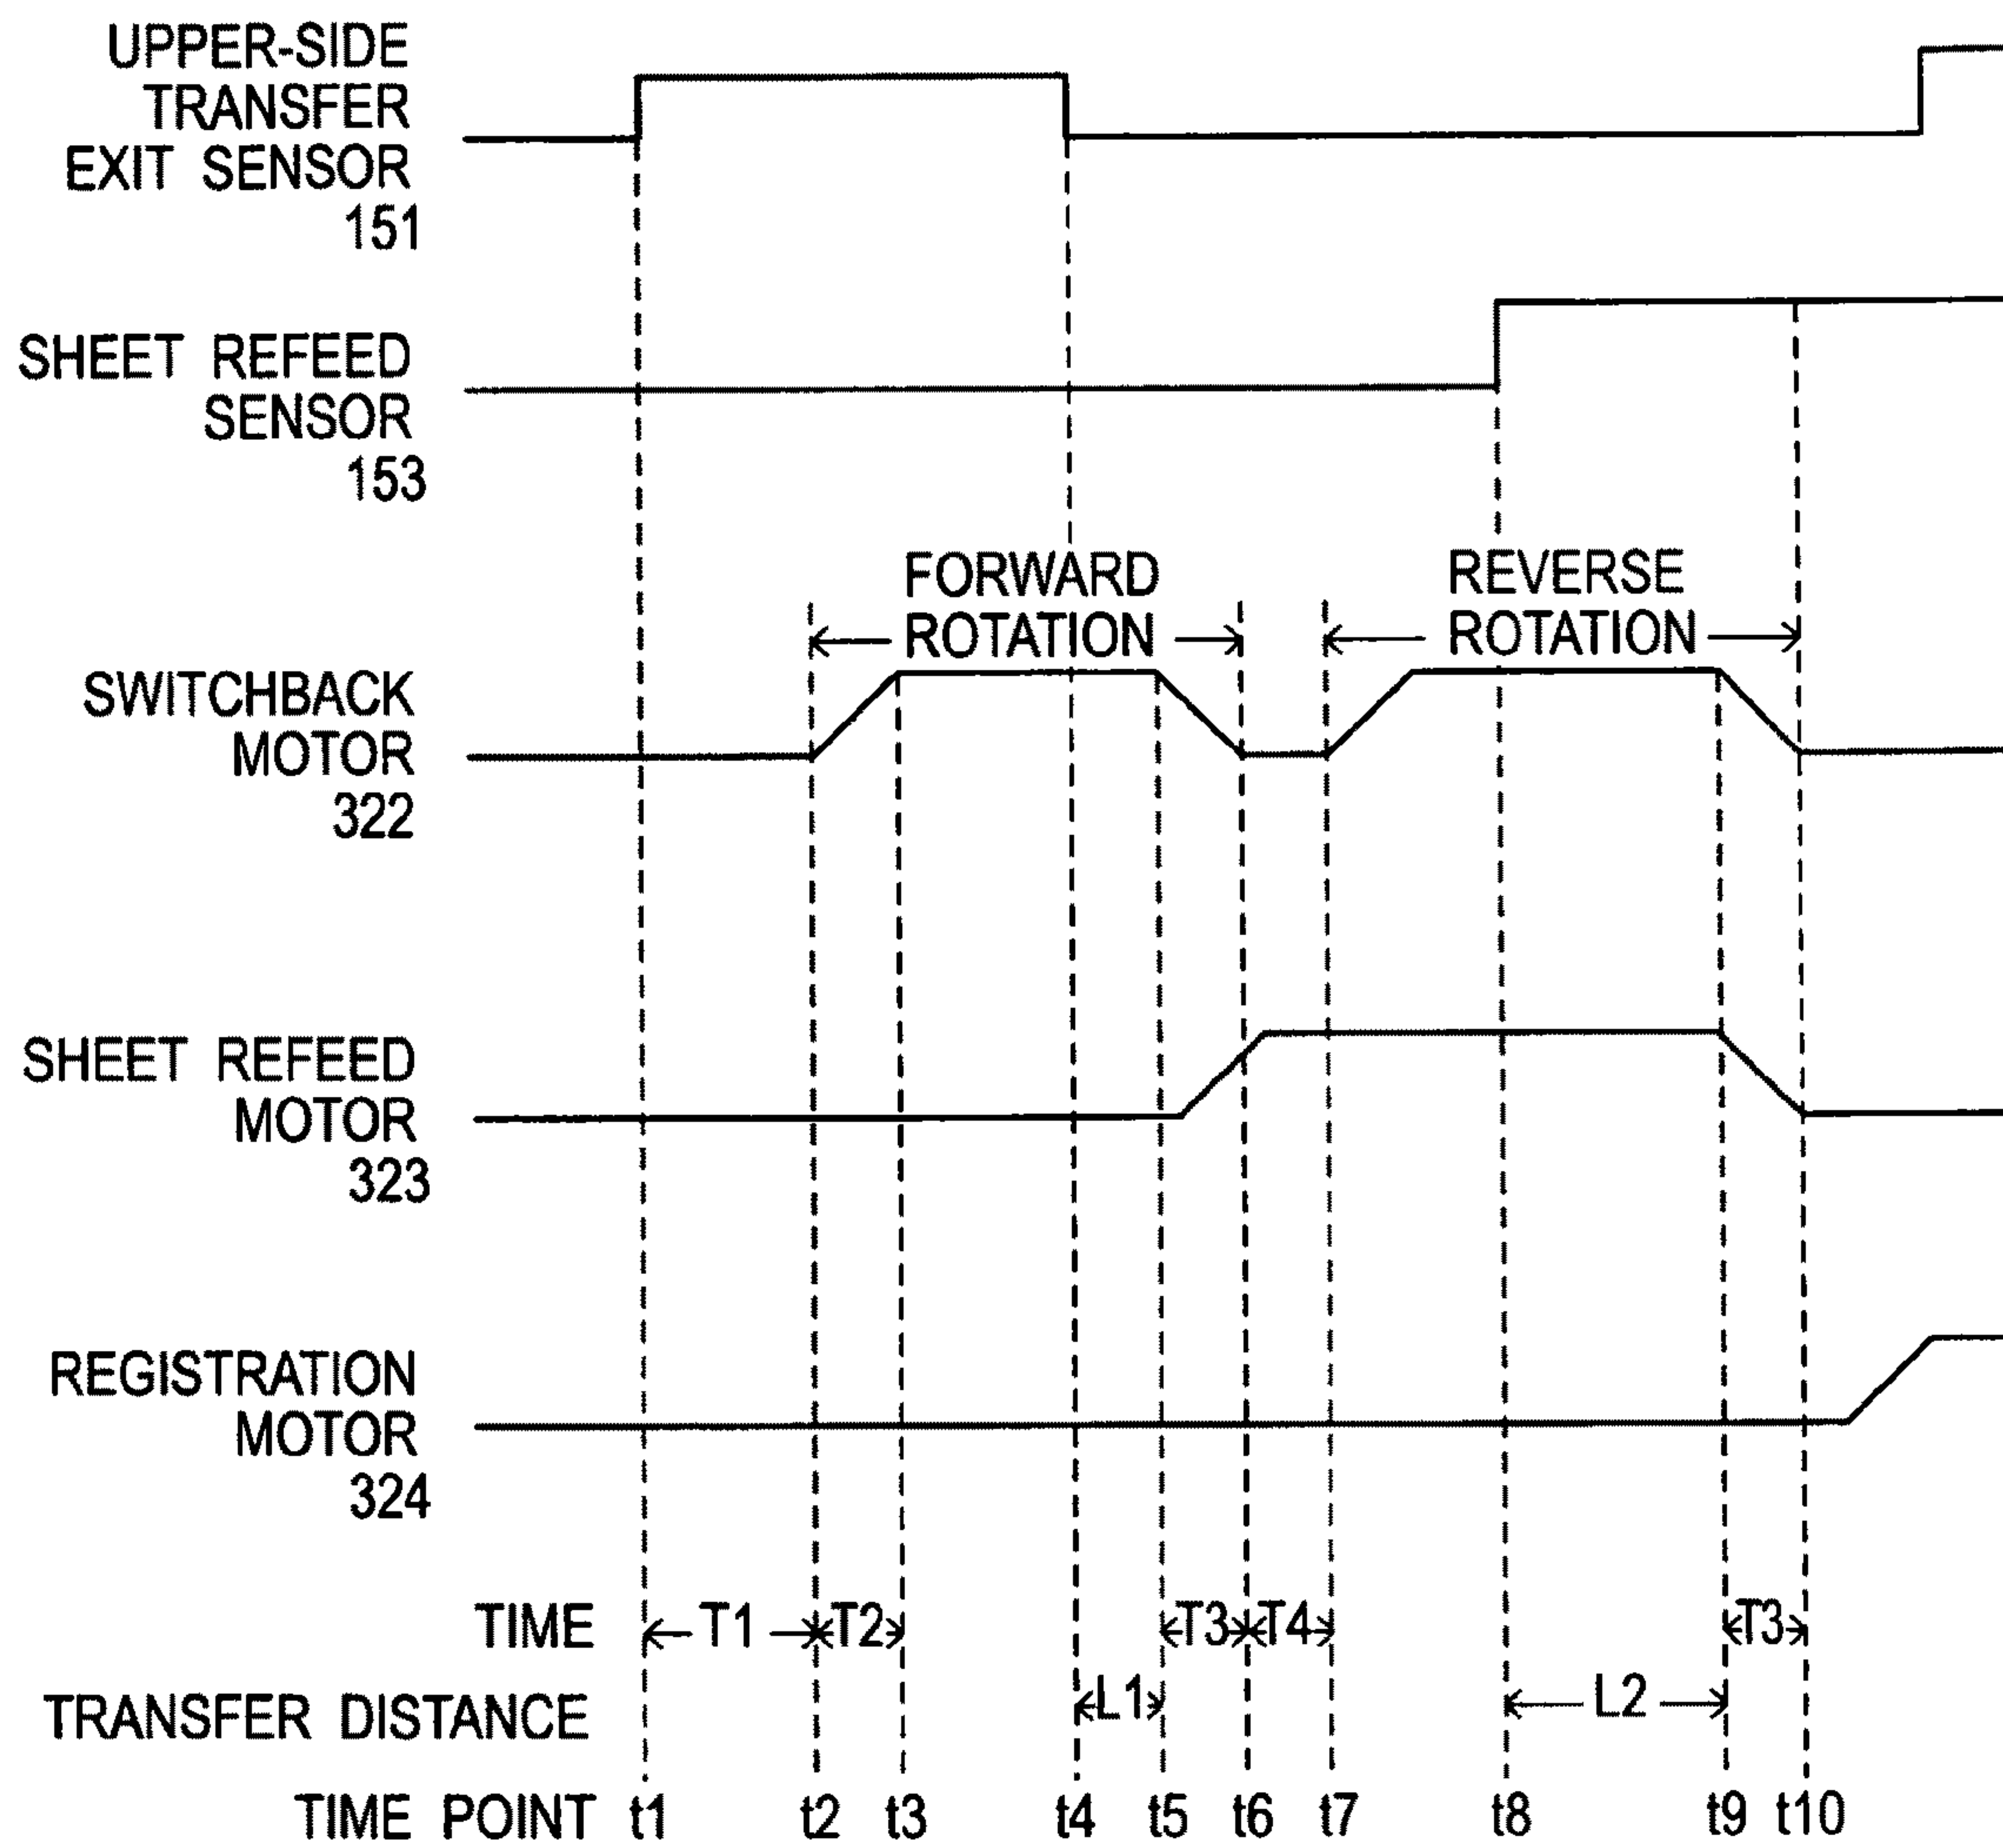 UPPER-SIDE
TRANSFER
EXIT SENSOR
151
SHEET REFEED
SENSOR
153
FORWARD
ROTATION
REVERSE
ROTATION
SWITCHBACK
MOTOR
322
SHEET REFEED
MOTOR
323
REGISTRATION
MOTOR
324
TIME T1 T2 T3 T4 T3
TRANSFER DISTANCE L1 L2
TIME POINT t1 t2 t3 t4 t5 t6 t7 t8 t9 t10